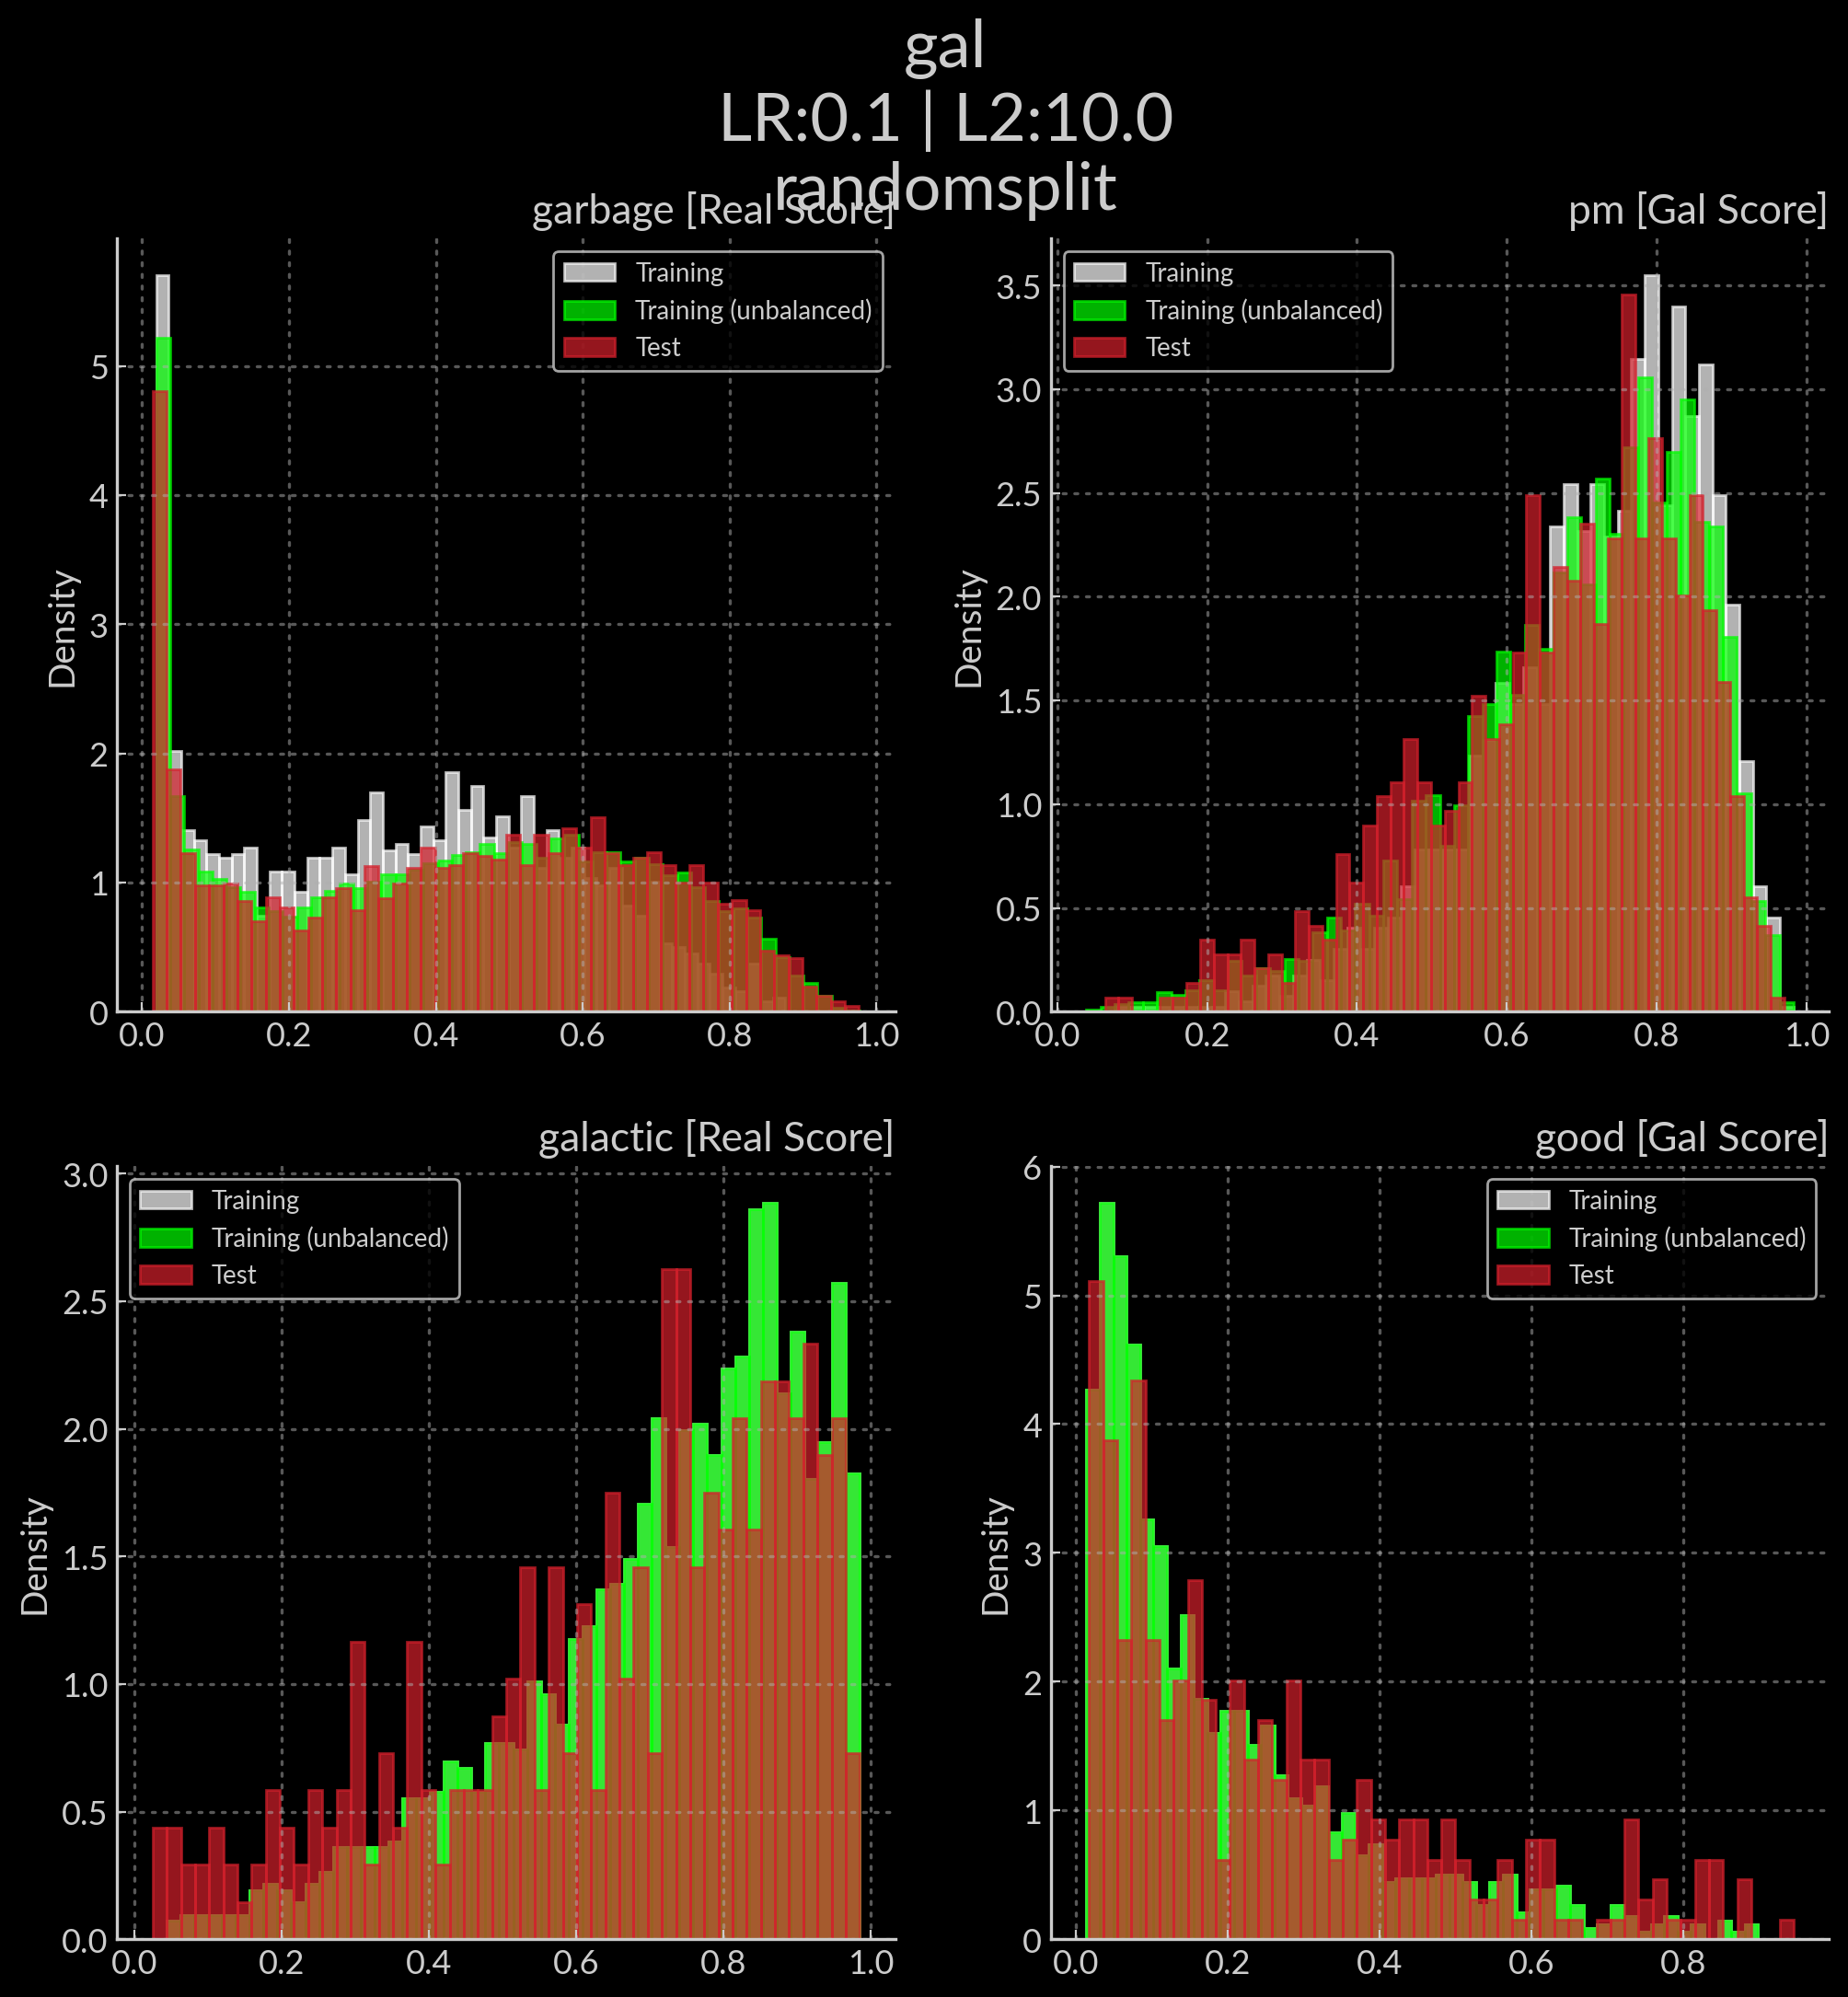 gal
LR:0.1 | L2:10.0
randomsplit
garbage [Real Score]
Training
Training (unbalanced)
Test
Density
5
4
3
2
1
0
0.0 0.2 0.4 0.6 0.8 1.0
pm [Gal Score]
Training
Training (unbalanced)
Test
Density
3.5
3.0
2.5
2.0
1.5
1.0
0.5
0.0
0.0 0.2 0.4 0.6 0.8 1.0
galactic [Real Score]
Training
Training (unbalanced)
Test
Density
3.0
2.5
2.0
1.5
1.0
0.5
0.0
0.0 0.2 0.4 0.6 0.8 1.0
good [Gal Score]
Training
Training (unbalanced)
Test
Density
6
5
4
3
2
1
0
0.0 0.2 0.4 0.6 0.8